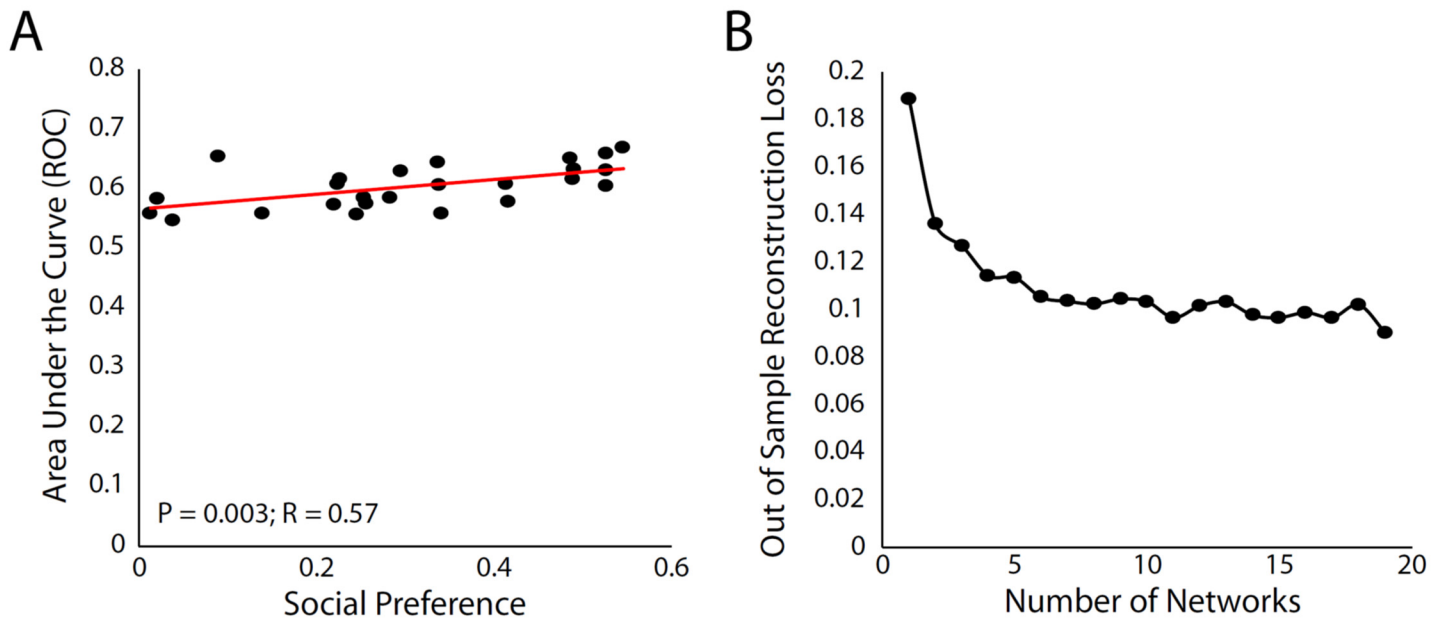 A
Area Under the Curve (ROC)
0.8
0.7
0.6
0.5
0.4
0.3
0.2
0.1
0
P = 0.003; R = 0.57
0 0.2 0.4 0.6
Social Preference
B
Out of Sample Reconstruction Loss
0.2
0.18
0.16
0.14
0.12
0.1
0.08
0.06
0.04
0.02
0
0 5 10 15 20
Number of Networks